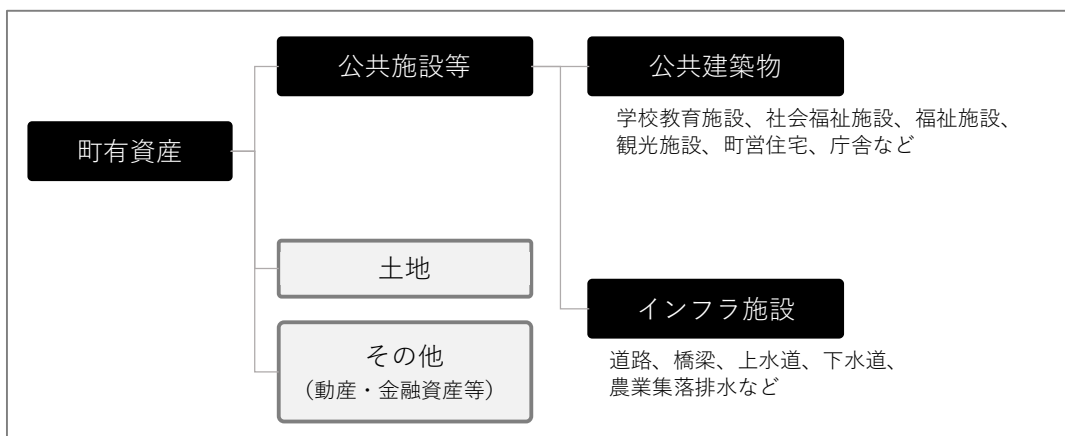 公共施設等
公共建築物
学校教育施設、社会福祉施設、福祉施設、
観光施設、町営住宅、庁舎など
町有資産
土地
インフラ施設
道路、橋梁、上水道、下水道、
農業集落排水など
その他
（動産・金融資産等）